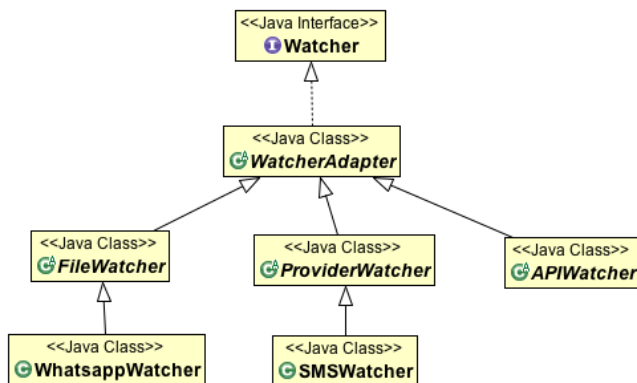 <<Java Interface>>
Watcher
<<Java Class>>
WatcherAdapter
<<Java Class>>
FileWatcher
<<Java Class>>
ProviderWatcher
<<Java Class>>
APIWatcher
<<Java Class>>
WhatsappWatcher
<<Java Class>>
SMSWatcher